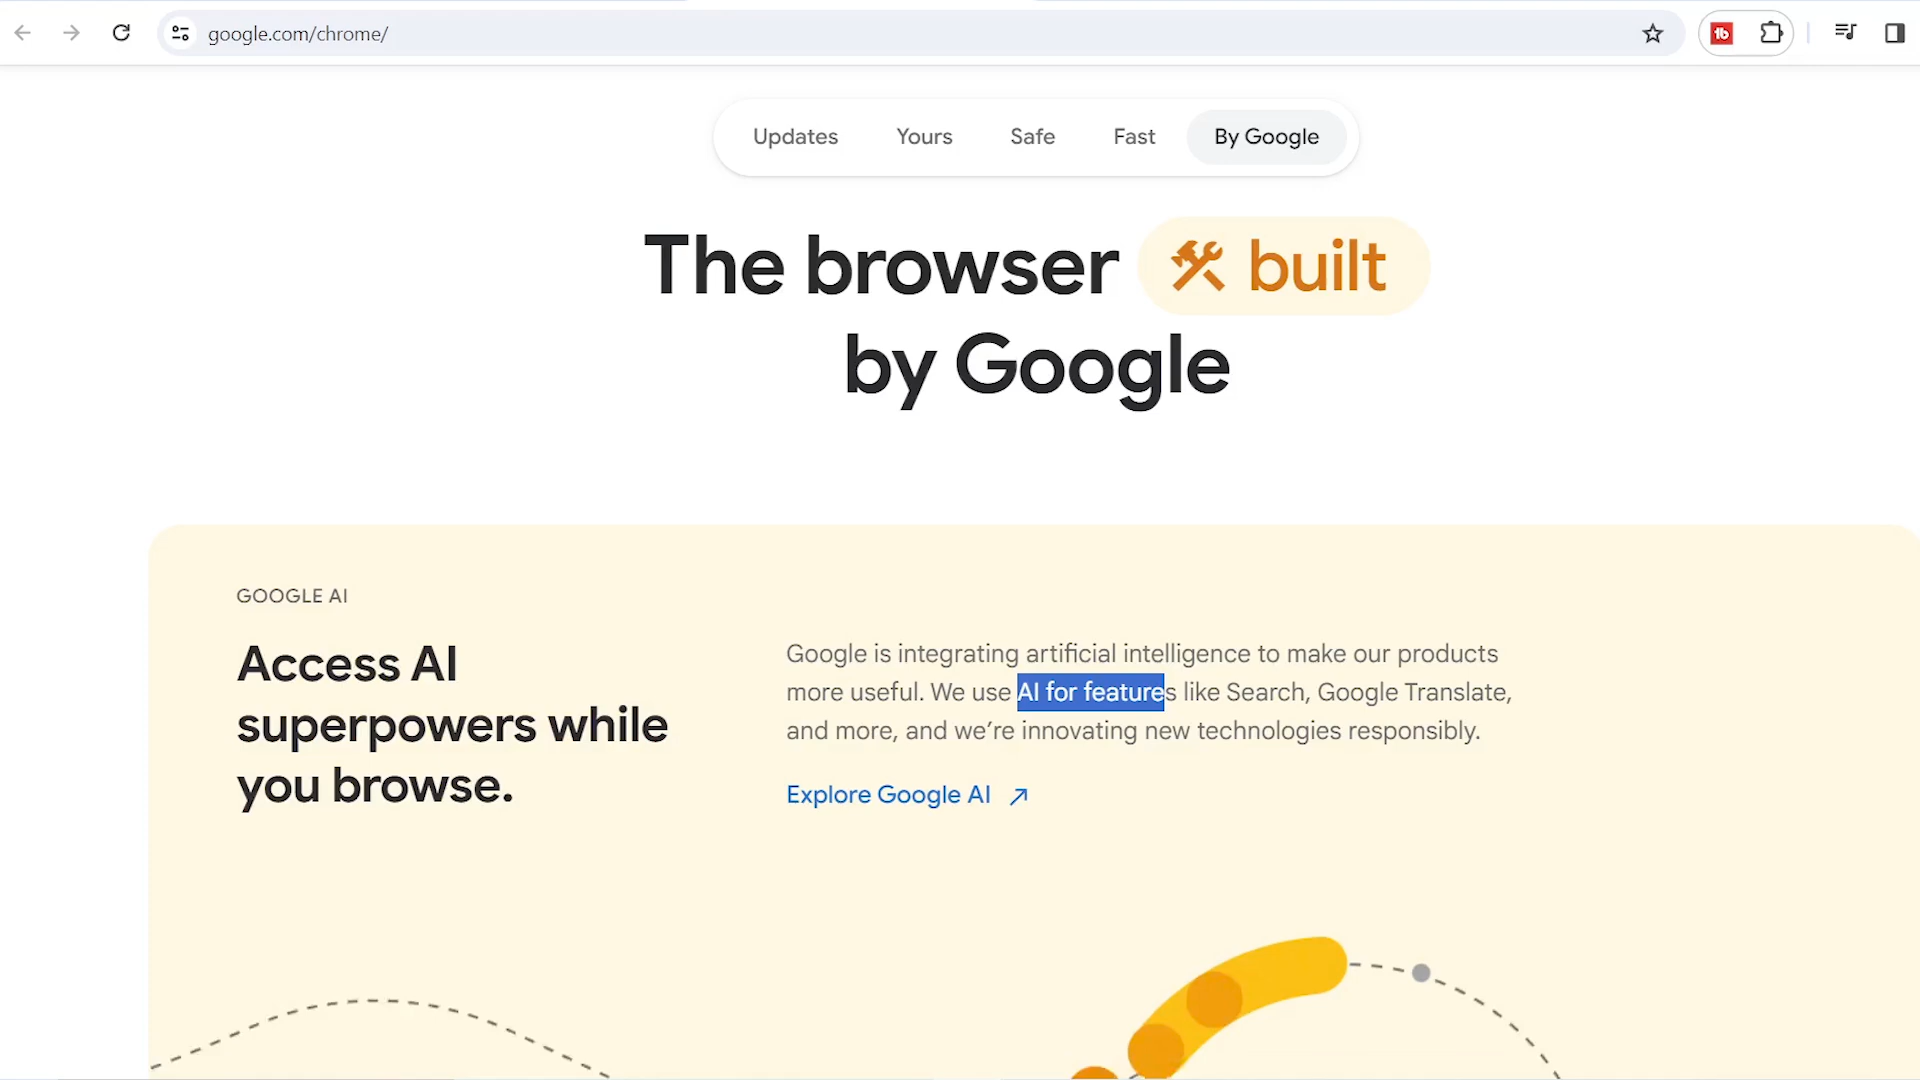 google.com/chrome/
Updates Yours Safe Fast By Google
The browser built
by Google
GOOGLE AI
Access AI
superpowers while
you browse.
Google is integrating artificial intelligence to make our products
more useful. We use AI for features like Search, Google Translate,
and more, and we’re innovating new technologies responsibly.
Explore Google AI